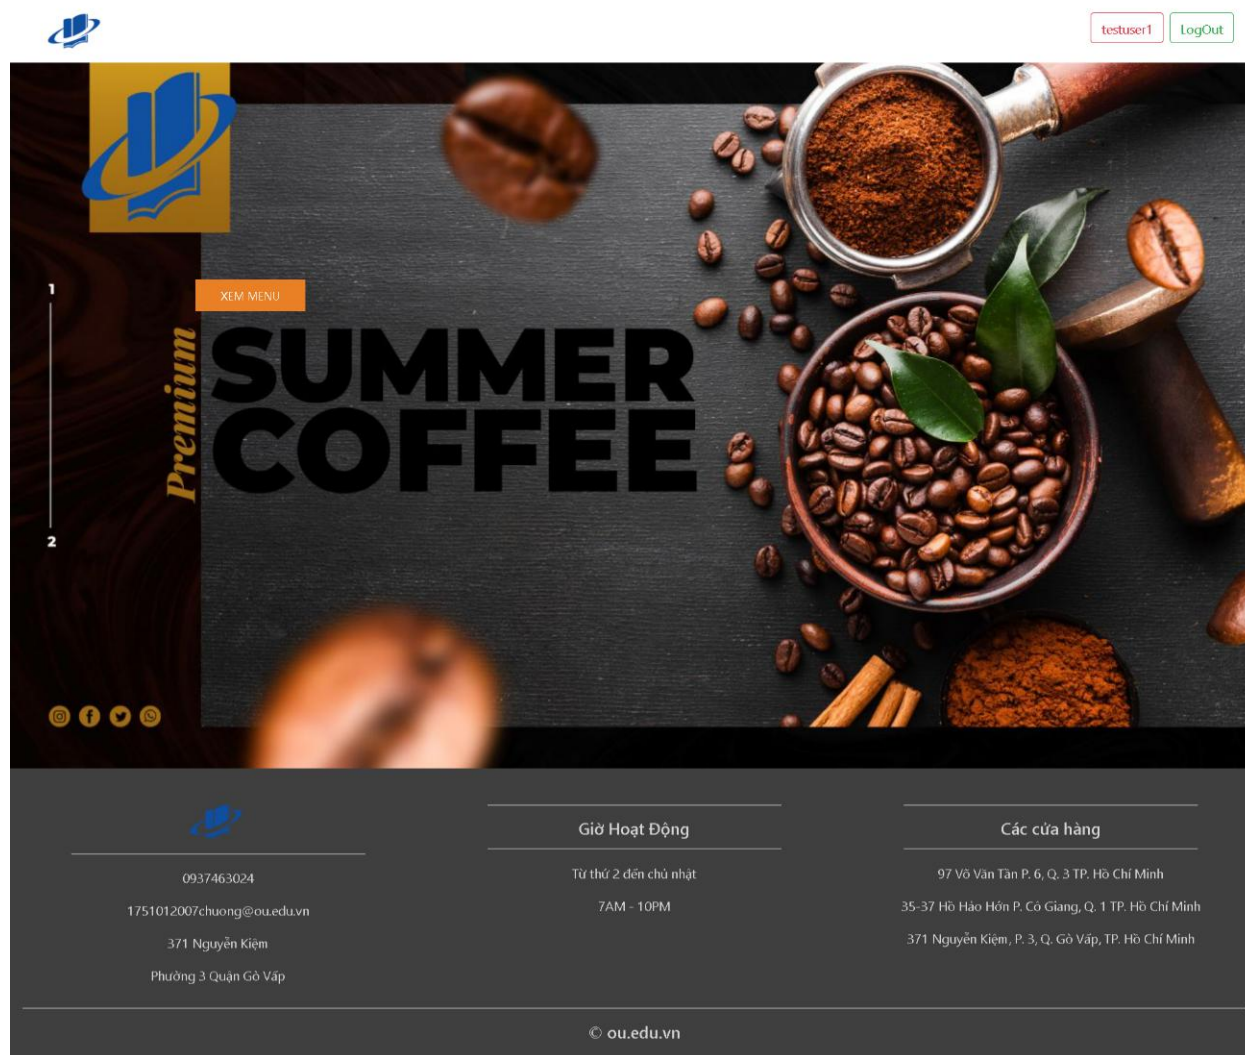 testuser1
LogOut
1
XEM MENU
Premium
SUMMER
COFFEE
2
0937463024
1751012007chuong@ou.edu.vn
371 Nguyễn Kiệm
Phường 3 Quận Gò Vấp
Giờ Hoạt Động
Từ thứ 2 đến chủ nhật
7AM - 10PM
Các cửa hàng
97 Võ Văn Tần P. 6, Q. 3 TP. Hồ Chí Minh
35-37 Hồ Hảo Hớn P. Cô Giang, Q. 1 TP. Hồ Chí Minh
371 Nguyễn Kiệm, P. 3, Q. Gò Vấp, TP. Hồ Chí Minh
© ou.edu.vn